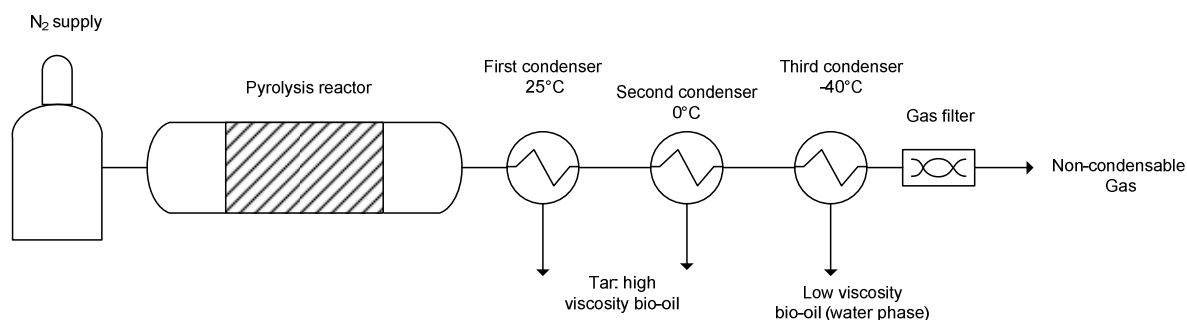 N₂ supply
Pyrolysis reactor
First condenser
25°C
Second condenser
0°C
Third condenser
-40°C
Gas filter
Non-condensable
Gas
Tar: high
viscosity bio-oil
Low viscosity
bio-oil (water phase)